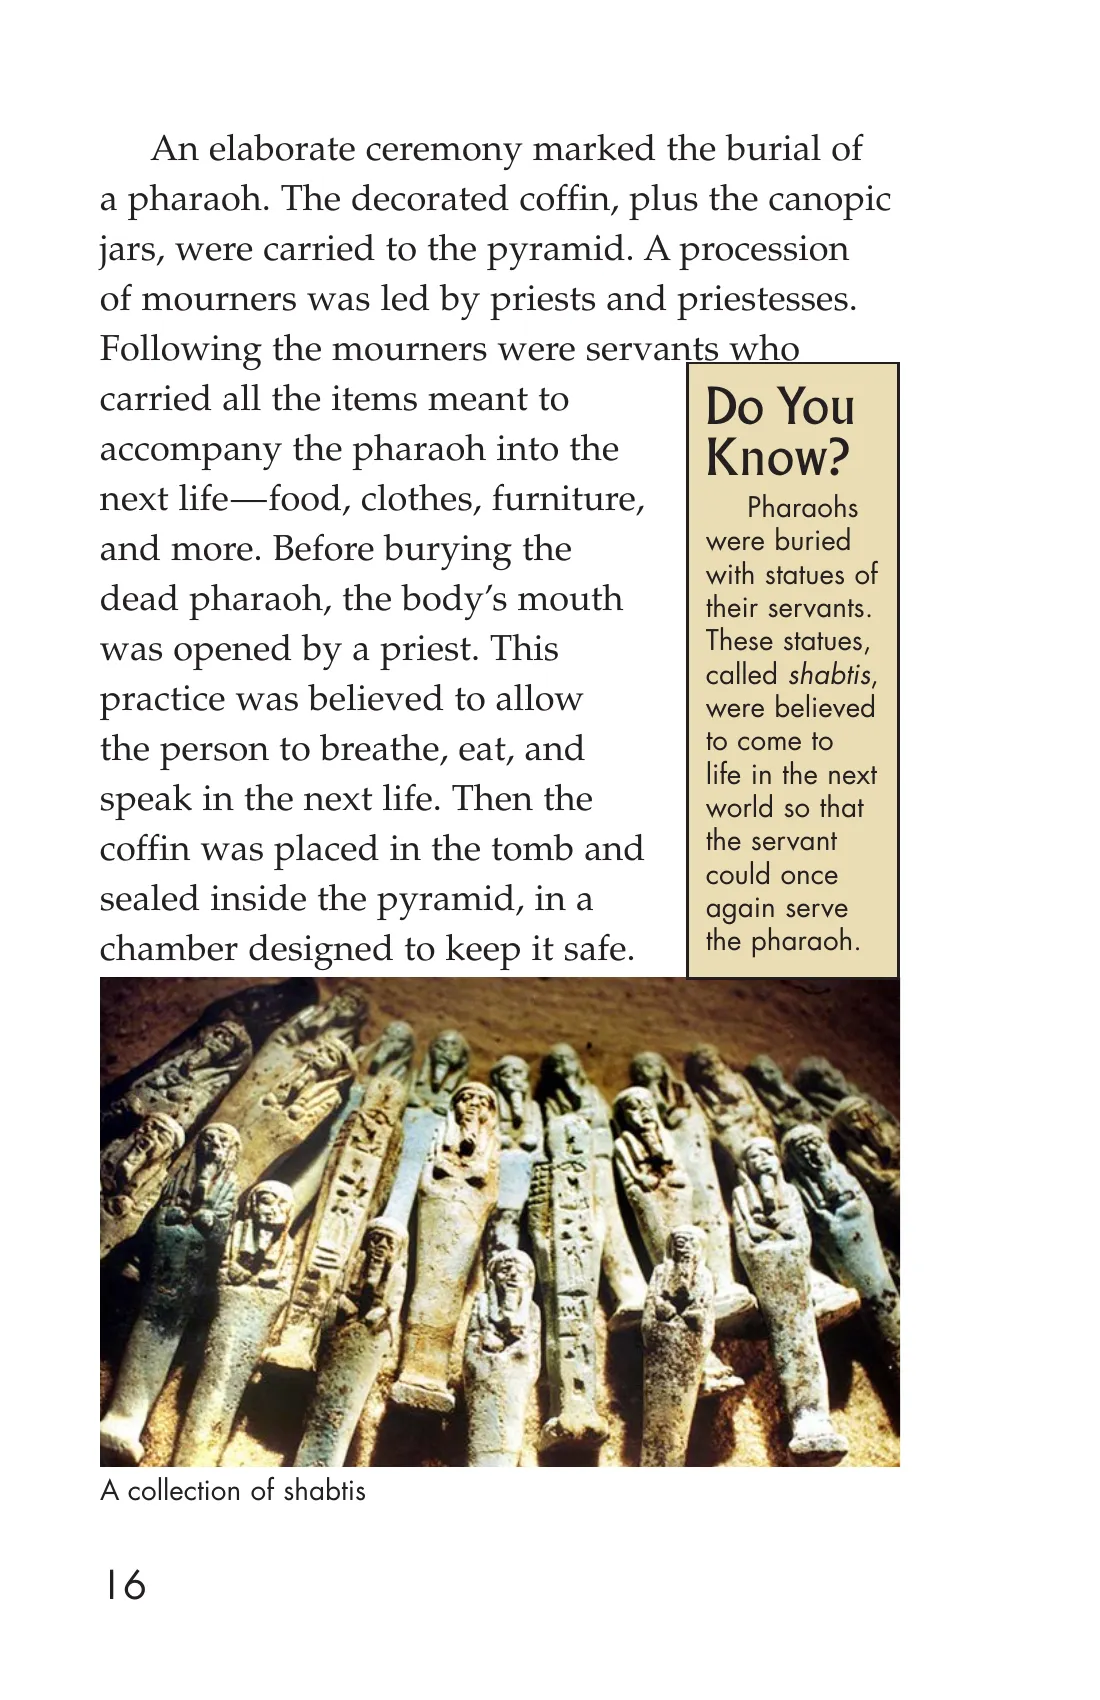 An elaborate ceremony marked the burial of
a pharaoh. The decorated coffin, plus the canopic
jars, were carried to the pyramid. A procession
of mourners was led by priests and priestesses.
Following the mourners were servants who
carried all the items meant to
accompany the pharaoh into the
next life—food, clothes, furniture,
and more. Before burying the
dead pharaoh, the body’s mouth
was opened by a priest. This
practice was believed to allow
the person to breathe, eat, and
speak in the next life. Then the
coffin was placed in the tomb and
sealed inside the pyramid, in a
chamber designed to keep it safe.
Do You
Know?
Pharaohs
were buried
with statues of
their servants.
These statues,
called shabtis,
were believed
to come to
life in the next
world so that
the servant
could once
again serve
the pharaoh.
A collection of shabtis
16